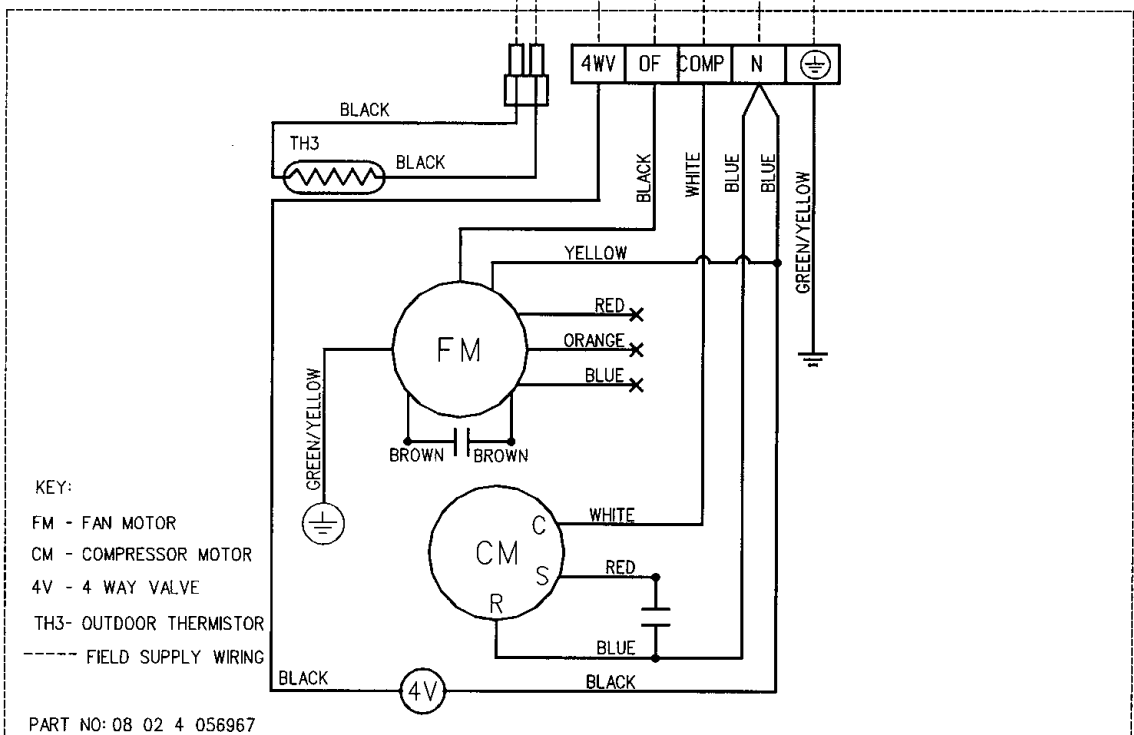 4WV OF COMP N
BLACK
TH3
BLACK
BLACK
WHITE
BLUE
BLUE
GREEN/YELLOW
YELLOW
RED
ORANGE
BLUE
FM
GREEN/YELLOW
BROWN BROWN
KEY:
FM - FAN MOTOR
CM - COMPRESSOR MOTOR
4V - 4 WAY VALVE
TH3- OUTDOOR THERMISTOR
----- FIELD SUPPLY WIRING
C
WHITE
CM
S
RED
R
BLUE
BLACK
4V
BLACK
PART NO: 08 02 4 056967